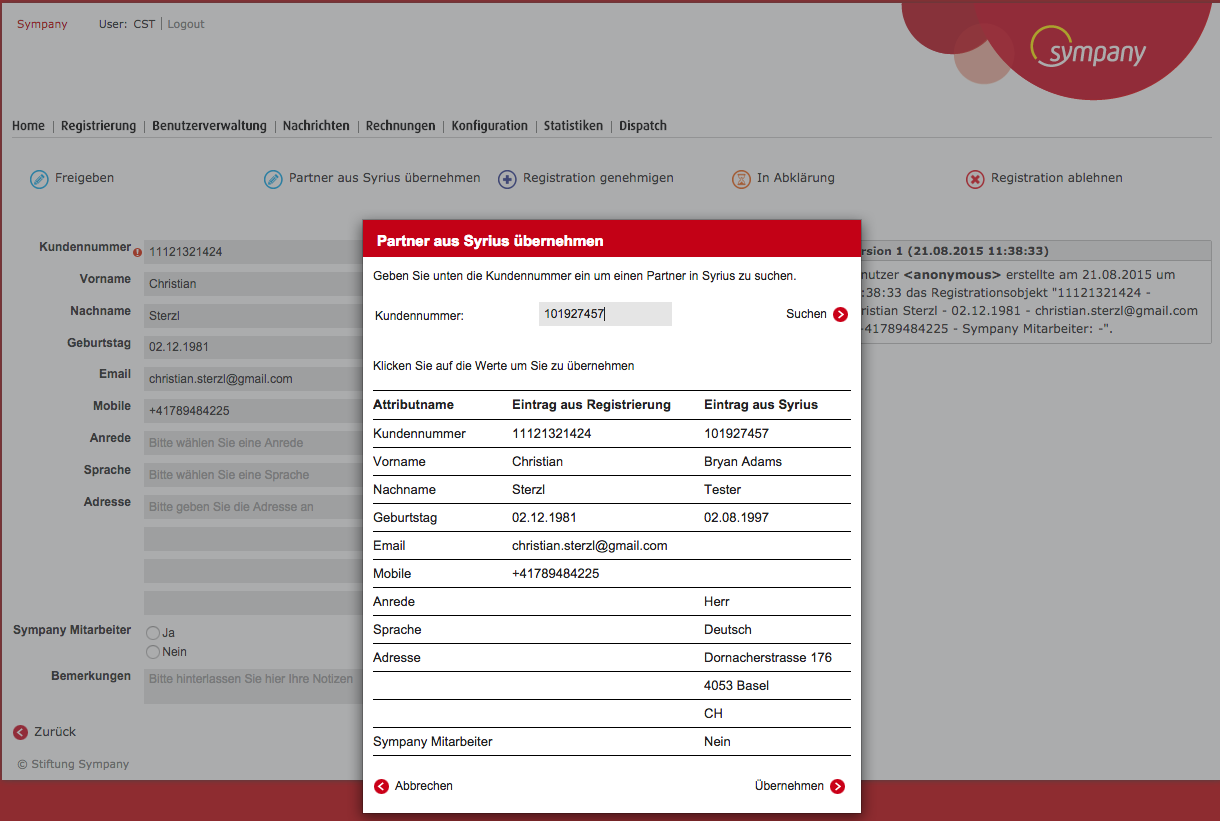 Sympany User: CST | Logout
sympany
Home | Registrierung | Benutzerverwaltung | Nachrichten | Rechnungen | Konfiguration | Statistiken | Dispatch
Freigeben Partner aus Syrius übernehmen Registration genehmigen In Abklärung Registration ablehnen
Kundennummer 11121321424
Vorname Christian
Nachname Sterzl
Geburtstag 02.12.1981
Email christian.sterzl@gmail.com
Mobile +41789484225
Anrede Bitte wählen Sie eine Anrede
Sprache Bitte wählen Sie eine Sprache
Adresse Bitte geben Sie die Adresse an
Sympany Mitarbeiter Ja
Nein
Bemerkungen Bitte hinterlassen Sie hier Ihre Notizen
Zurück
© Stiftung Sympany
Partner aus Syrius übernehmen
Geben Sie unten die Kundennummer ein um einen Partner in Syrius zu suchen.
Kundennummer: 101927457 Suchen
Klicken Sie auf die Werte um Sie zu übernehmen
Attributname Eintrag aus Registrierung Eintrag aus Syrius
Kundennummer 11121321424 101927457
Vorname Christian Bryan Adams
Nachname Sterzl Tester
Geburtstag 02.12.1981 02.08.1997
Email christian.sterzl@gmail.com
Mobile +41789484225
Anrede Herr
Sprache Deutsch
Adresse Dornacherstrasse 176
4053 Basel
CH
Sympany Mitarbeiter Nein
Abbrechen Übernehmen
rsion 1 (21.08.2015 11:38:33)
nutzer <anonymous> erstellte am 21.08.2015 um
:38:33 das Registrationsobjekt "11121321424 -
ristian Sterzl - 02.12.1981 - christian.sterzl@gmail.com
+41789484225 - Sympany Mitarbeiter: -".